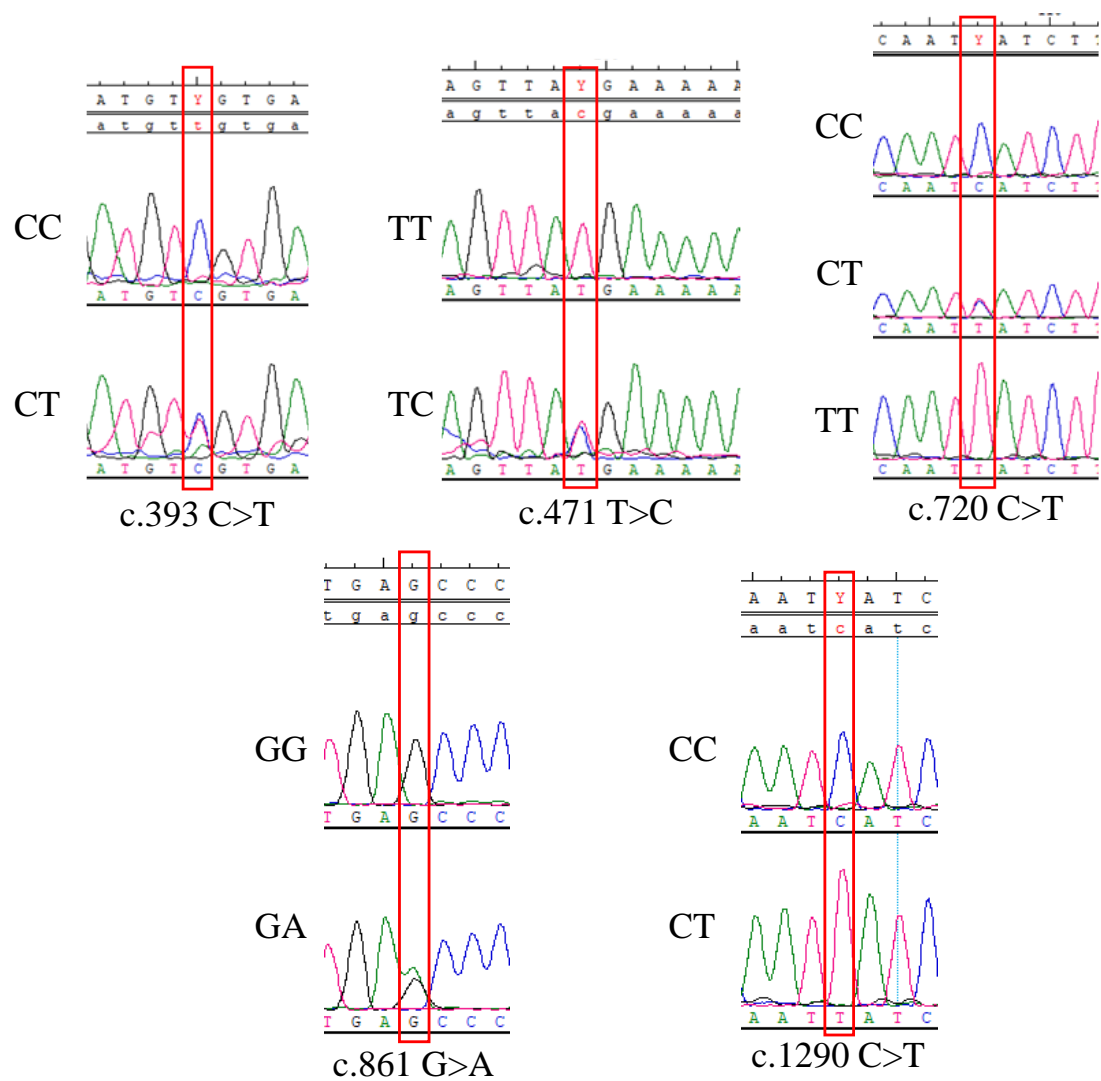 A T G T Y G T G A
a t g t t g t g a
CC
A T G T C G T G A
CT
A T G T C G T G A
c.393 C>T
A G T T A Y G A A A A A
a g t t a c g a a a a a
TT
A G T T A T G A A A A A
TC
A G T T A T G A A A A A
c.471 T>C
C A A T Y A T C T T
CC
C A A T C A T C T T
CT
C A A T T A T C T T
TT
C A A T T A T C T T
c.720 C>T
T G A G C C C
t g a g c c c
GG
T G A G C C C
GA
T G A G C C C
c.861 G>A
A A T Y A T C
a a t c a t c
CC
A A T C A T C
CT
A A T T A T C
c.1290 C>T